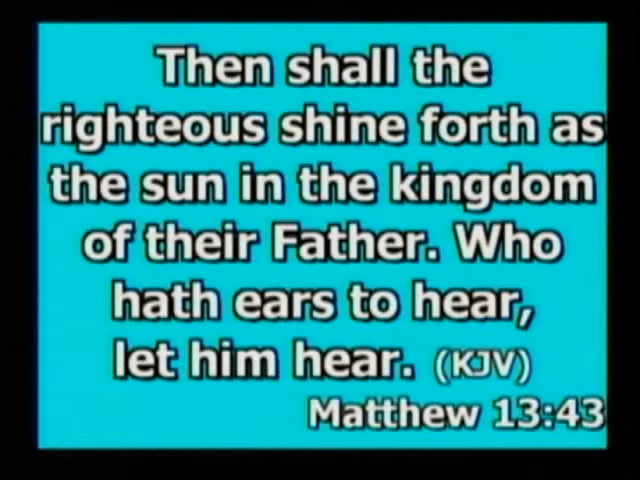 Then shall the
righteous shine forth as
the sun in the kingdom
of their Father. Who
hath ears to hear,
let him hear. (KJV)
Matthew 13:43